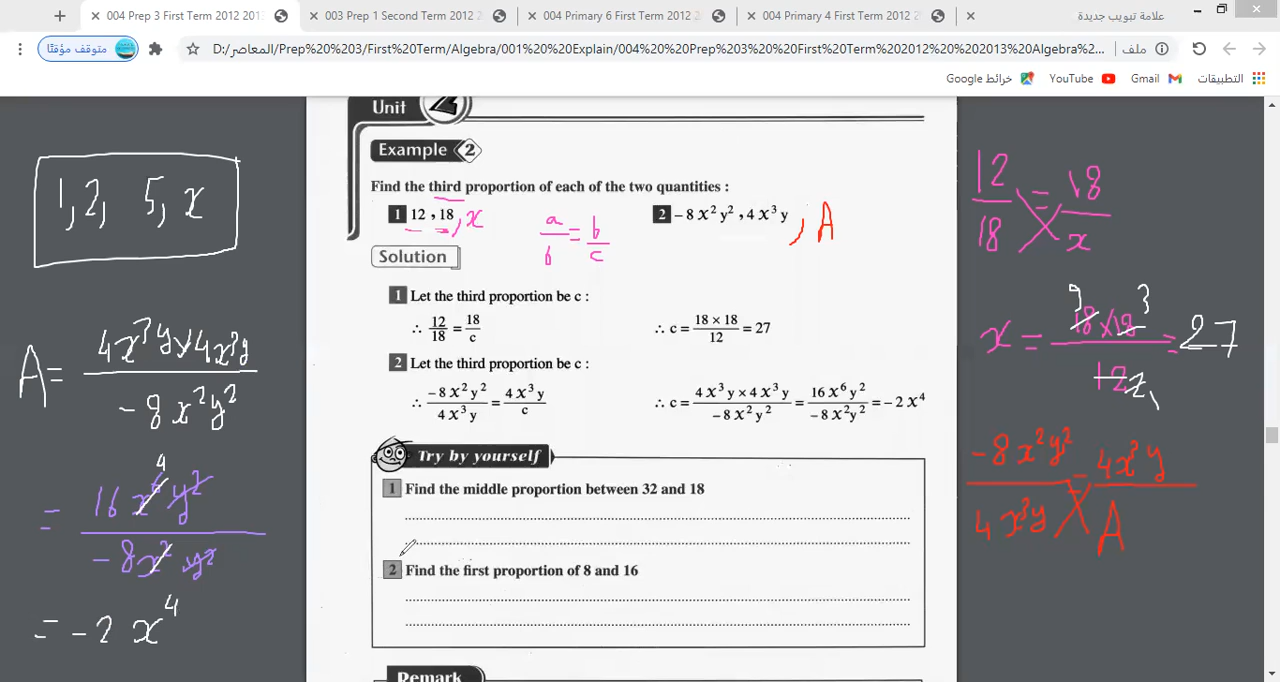 004 Prep 3 First Term 2012 201
003 Prep 1 Second Term 2012 2
004 Primary 6 First Term 2012
004 Primary 4 First Term 2012
علامة تبويب جديدة
متوقف مؤقتًا
D:/المعاصر/Prep%20%203/First%20Term/Algebra001%20%20Explain/004%20%20Prep%203%20%20First%20Term%202012%20%202013%20Algebra%2...
ملف
التطبيقات
Gmail
YouTube
خرائط Google
Unit
Example 2
Find the third proportion of each of the two quantities :
1 12 , 18 , x
a/b = b/c
2 – 8 X² y² , 4 X³ y , A
Solution
1 Let the third proportion be c :
∴ 12/18 = 18/c
∴ c = 18 × 18 / 12 = 27
2 Let the third proportion be c :
∴ – 8 X² y² / 4 X³ y = 4 X³ y / c
∴ c = 4 X³ y × 4 X³ y / – 8 X² y² = 16 X⁶ y² / – 8 X² y² = – 2 X⁴
Try by yourself
1 Find the middle proportion between 32 and 18
2 Find the first proportion of 8 and 16
Remark
1, 2, 5, x
A = 4x³y × 4x³y / – 8x²y²
= 16 x⁶ y² / – 8x² y²
4
= – 2 x⁴
12/18 = 18/x
x = 18 × 18 / 12 = 27
3 3
2
– 8x²y² / 4x³y = 4x³y / A